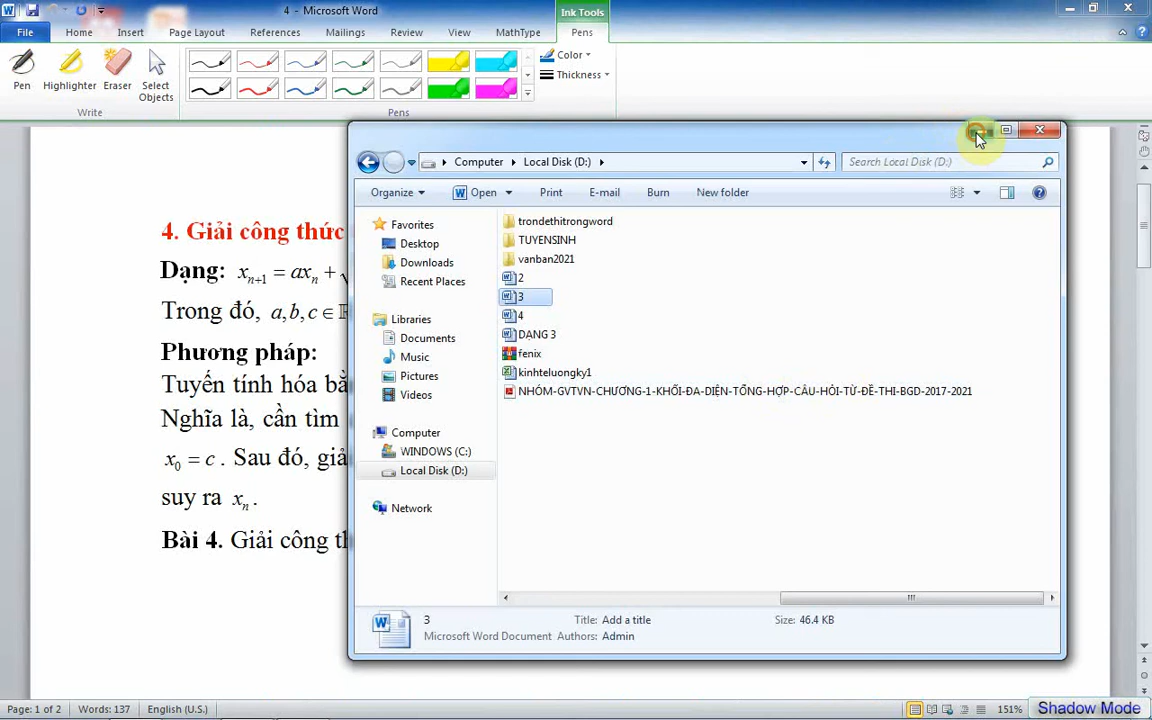 4 - Microsoft Word
Ink Tools
File
Home
Insert
Page Layout
References
Mailings
Review
View
MathType
Pens
Pen
Highlighter
Eraser
Select Objects
Color
Thickness
Write
Pens
Computer
Local Disk (D:)
Search Local Disk (D:)
Organize
Open
Print
E-mail
Burn
New folder
Favorites
Desktop
Downloads
Recent Places
Libraries
Documents
Music
Pictures
Videos
Computer
WINDOWS (C:)
Local Disk (D:)
Network
trondethitrongword
TUYENSINH
vanban2021
2
3
4
DẠNG 3
fenix
kinhteluongky1
NHÓM-GVTVN-CHƯƠNG-1-KHỐI-ĐA-DIỆN-TỔNG-HỢP-CÂU-HỎI-TỪ-ĐỀ-THI-BGD-2017-2021
3
Title: Add a title
Size: 46.4 KB
Microsoft Word Document
Authors: Admin
4. Giải công thức
Dạng: xₙ₊₁ = axₙ + √
Trong đó, a, b, c ∈ ℝ
Phương pháp:
Tuyến tính hóa bằ
Nghĩa là, cần tìm
x₀ = c . Sau đó, giả
suy ra xₙ .
Bài 4. Giải công th
Page: 1 of 2
Words: 137
English (U.S.)
151%
Shadow Mode